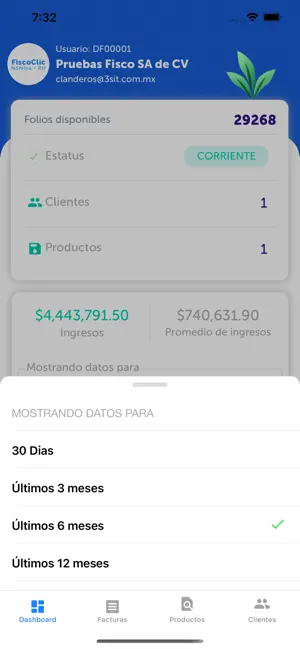 7:32
Usuario: DF00001
FiscoClic
NÓMINA + RIF
Pruebas Fisco SA de CV
clanderos@3sit.com.mx
Folios disponibles 29268
Estatus CORRIENTE
Clientes 1
Productos 1
$4,443,791.50 $740,631.90
Ingresos Promedio de ingresos
Mostrando datos para
MOSTRANDO DATOS PARA
30 Dias
Últimos 3 meses
Últimos 6 meses
Últimos 12 meses
Dashboard Facturas Productos Clientes